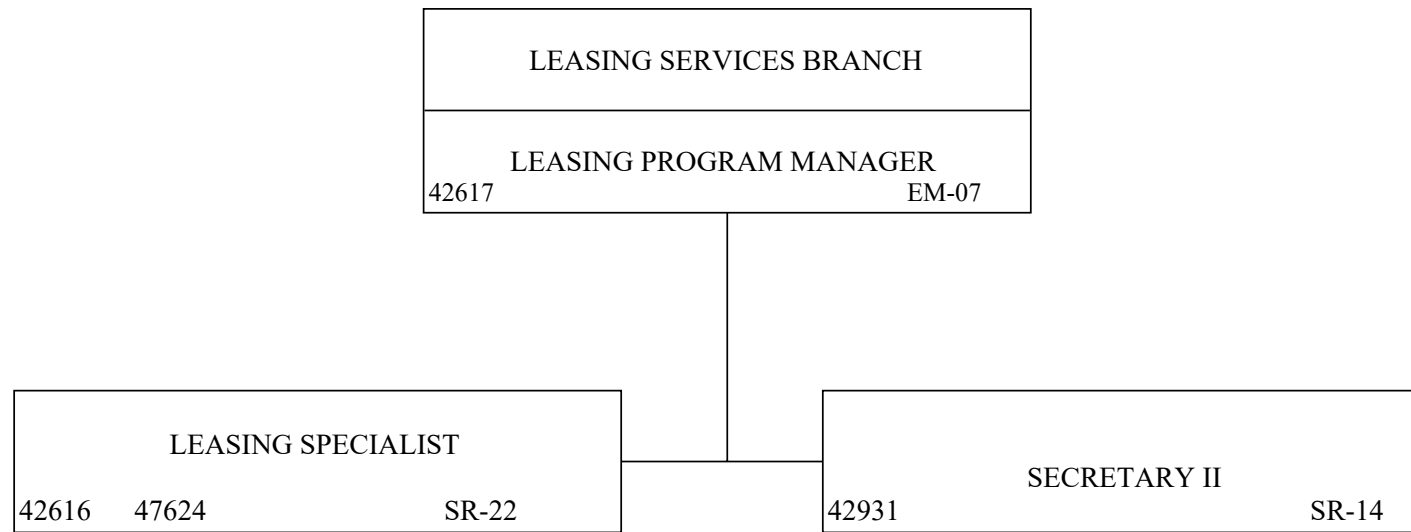 LEASING SERVICES BRANCH
LEASING PROGRAM MANAGER
42617 EM-07
LEASING SPECIALIST
42616 47624 SR-22
SECRETARY II
42931 SR-14